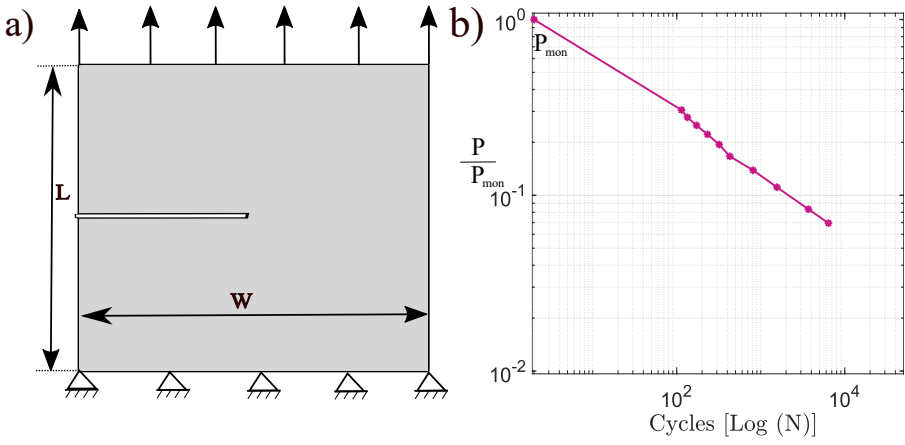 a)
L
W
b)
10^0
P_mon
P
P_mon
10^-1
10^-2
10^2
10^4
Cycles [Log (N)]